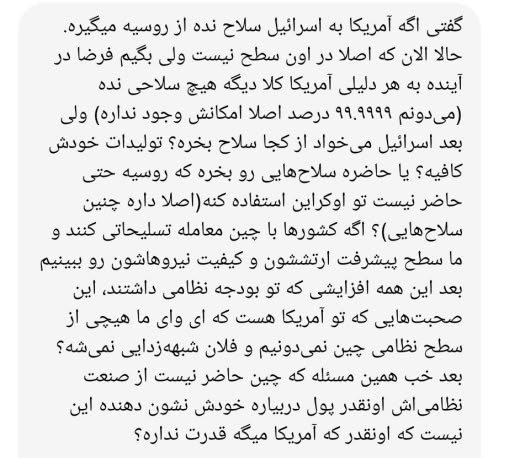 گفتی اگه آمریکا به اسرائیل سلاح نده از روسیه میگیره.
حالا الان که اصلا در اون سطح نیست ولی بگیم فرضا در
آینده به هر دلیلی آمریکا کلا دیگه هیچ سلاحی نده
(می‌دونم ۹۹.۹۹۹۹ درصد اصلا امکانش وجود نداره) ولی
بعد اسرائیل می‌خواد از کجا سلاح بخره؟ تولیدات خودش
کافیه؟ یا حاضره سلاح‌هایی رو بخره که روسیه حتی
حاضر نیست تو اوکراین استفاده کنه(اصلا داره چنین
سلاح‌هایی)؟ اگه کشورها با چین معامله تسلیحاتی کنند و
ما سطح پیشرفت ارتششون و کیفیت نیروهاشون رو ببینیم
بعد این همه افزایشی که تو بودجه نظامی داشتند، این
صحبت‌هایی که تو آمریکا هست که ای وای ما هیچی از
سطح نظامی چین نمی‌دونیم و فلان شبهه‌زدایی نمی‌شه؟
بعد خب همین مسئله که چین حاضر نیست از صنعت
نظامی‌اش اونقدر پول دربیاره خودش نشون دهنده این
نیست که اونقدر که آمریکا میگه قدرت نداره؟